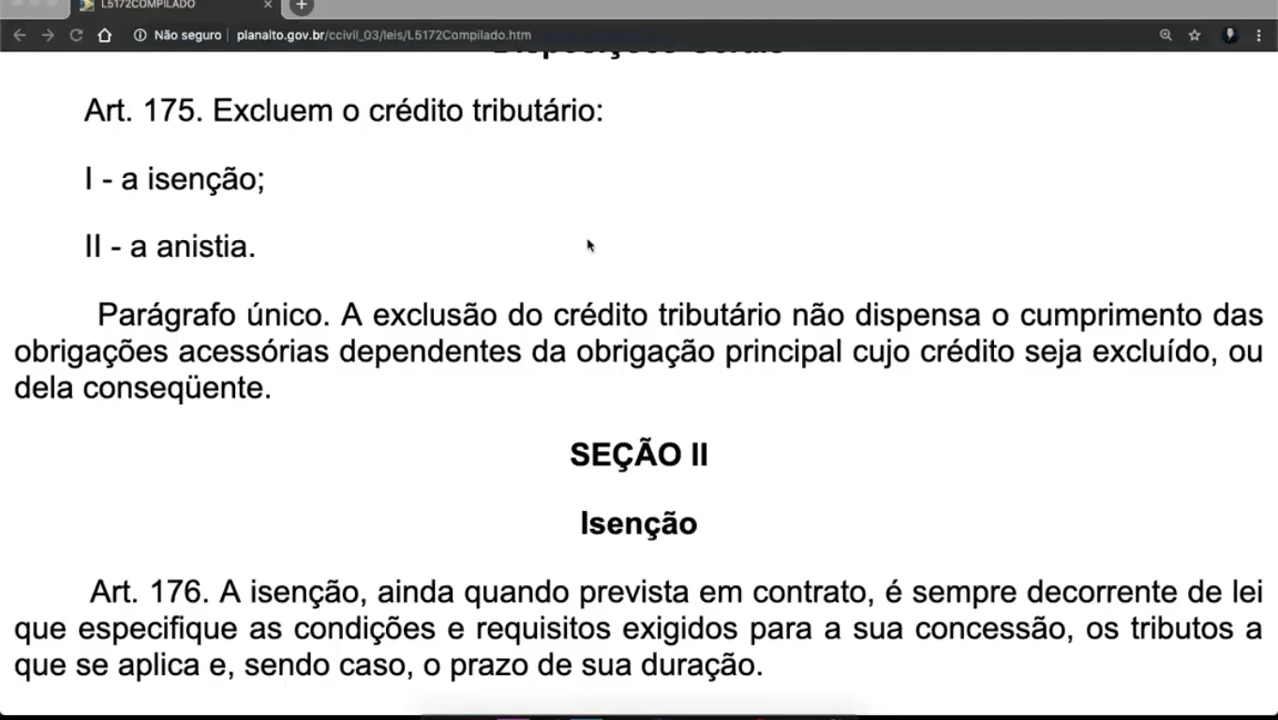 L5172COMPILADO
Não seguro
planalto.gov.br/ccivil_03/leis/L5172Compilado.htm
Disposições Gerais
Art. 175. Excluem o crédito tributário:
I - a isenção;
II - a anistia.
Parágrafo único. A exclusão do crédito tributário não dispensa o cumprimento das
obrigações acessórias dependentes da obrigação principal cujo crédito seja excluído, ou
dela conseqüente.
SEÇÃO II
Isenção
Art. 176. A isenção, ainda quando prevista em contrato, é sempre decorrente de lei
que especifique as condições e requisitos exigidos para a sua concessão, os tributos a
que se aplica e, sendo caso, o prazo de sua duração.